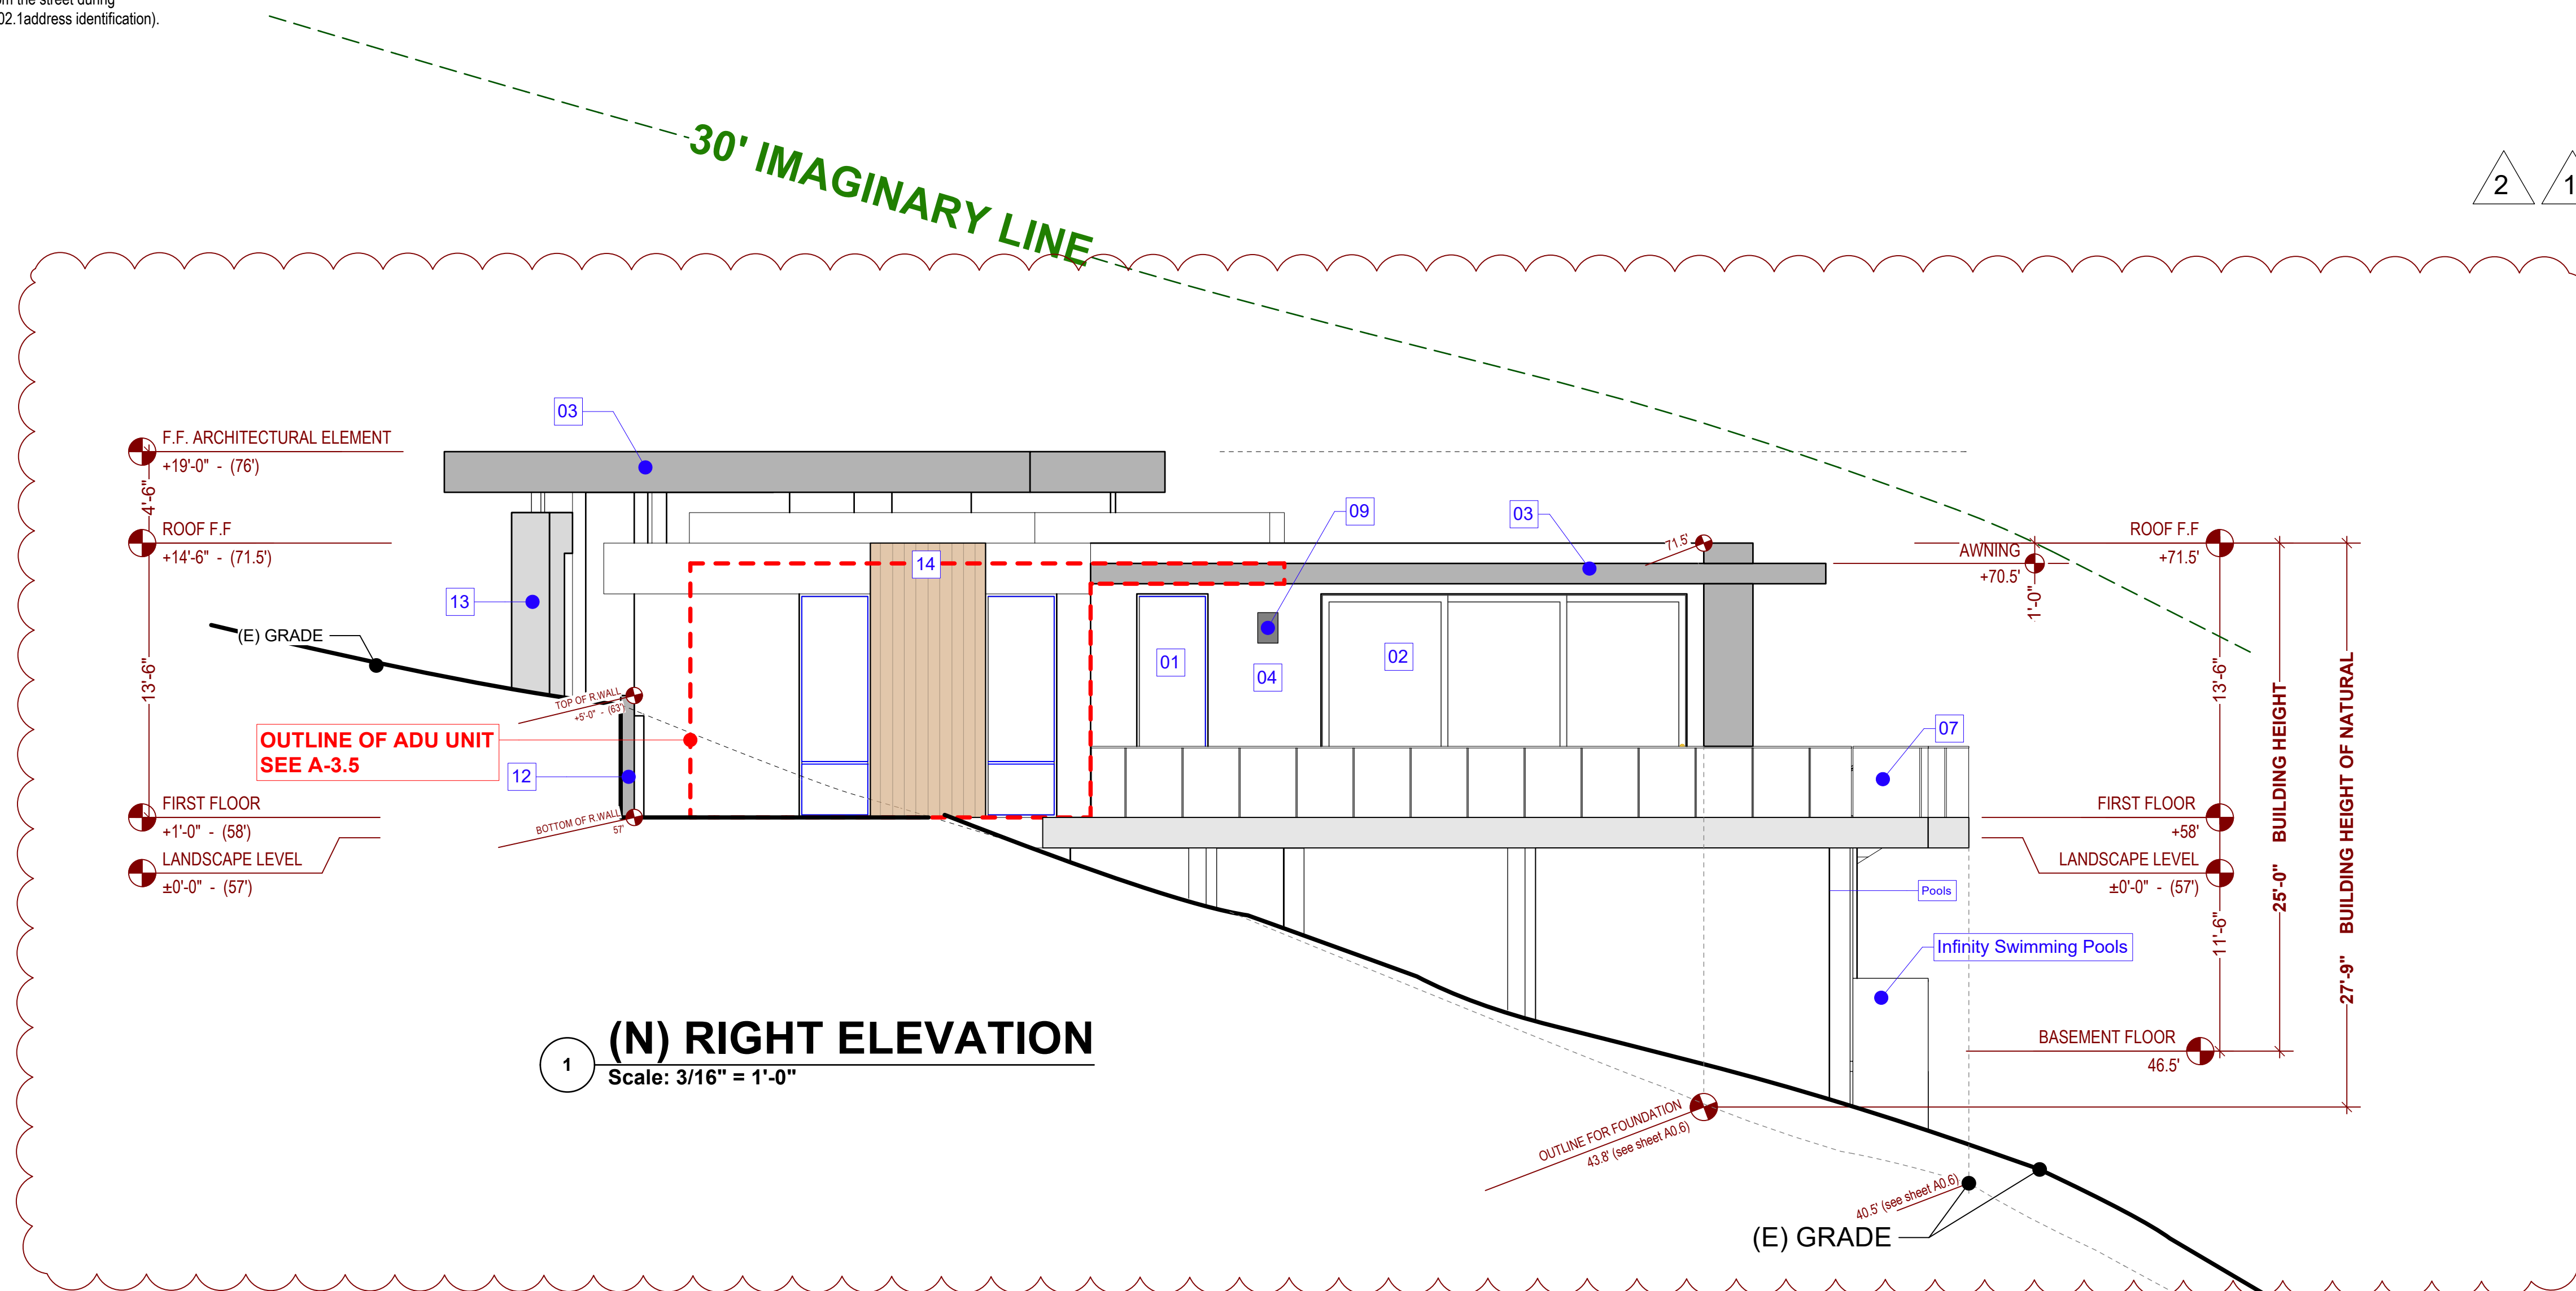 om the street during
02.1address identification).
30' IMAGINARY LINE
2
1
03
F.F. ARCHITECTURAL ELEMENT
+19'-0" - (76')
4'-6"
ROOF F.F
+14'-6" - (71.5')
13
(E) GRADE
13'-6"
TOP OF R.WALL
+5'-0" - (63')
OUTLINE OF ADU UNIT
SEE A-3.5
12
FIRST FLOOR
+1'-0" - (58')
BOTTOM OF R.WALL
57'
LANDSCAPE LEVEL
±0'-0" - (57')
14
09
03
71.5'
01
04
02
07
AWNING
+70.5'
1'-0"
ROOF F.F
+71.5'
13'-6"
FIRST FLOOR
+58'
LANDSCAPE LEVEL
±0'-0" - (57')
11'-6"
25'-0" BUILDING HEIGHT
27'-9" BUILDING HEIGHT OF NATURAL
Pools
Infinity Swimming Pools
BASEMENT FLOOR
46.5'
1
(N) RIGHT ELEVATION
Scale: 3/16" = 1'-0"
OUTLINE FOR FOUNDATION
43.8' (see sheet A0.6)
40.5' (see sheet A0.6)
(E) GRADE